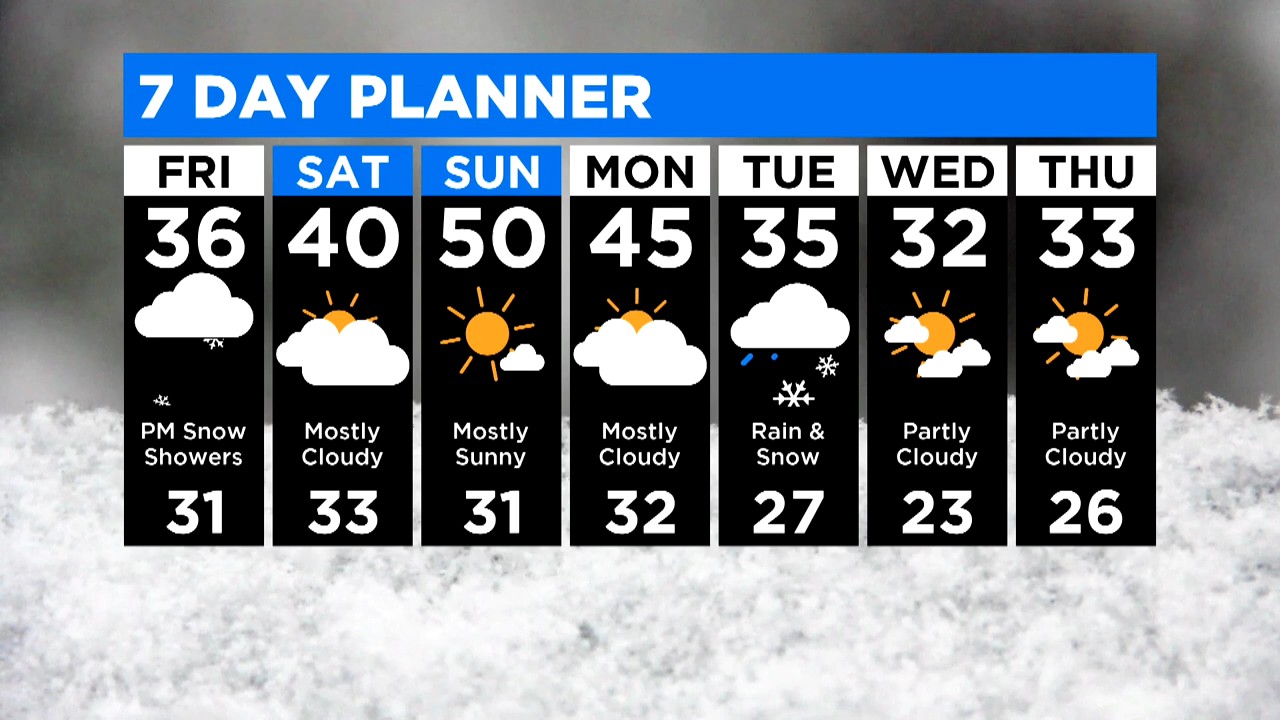 7 DAY PLANNER
FRI
36
PM Snow
Showers
31
SAT
40
Mostly
Cloudy
33
SUN
50
Mostly
Sunny
31
MON
45
Mostly
Cloudy
32
TUE
35
Rain &
Snow
27
WED
32
Partly
Cloudy
23
THU
33
Partly
Cloudy
26